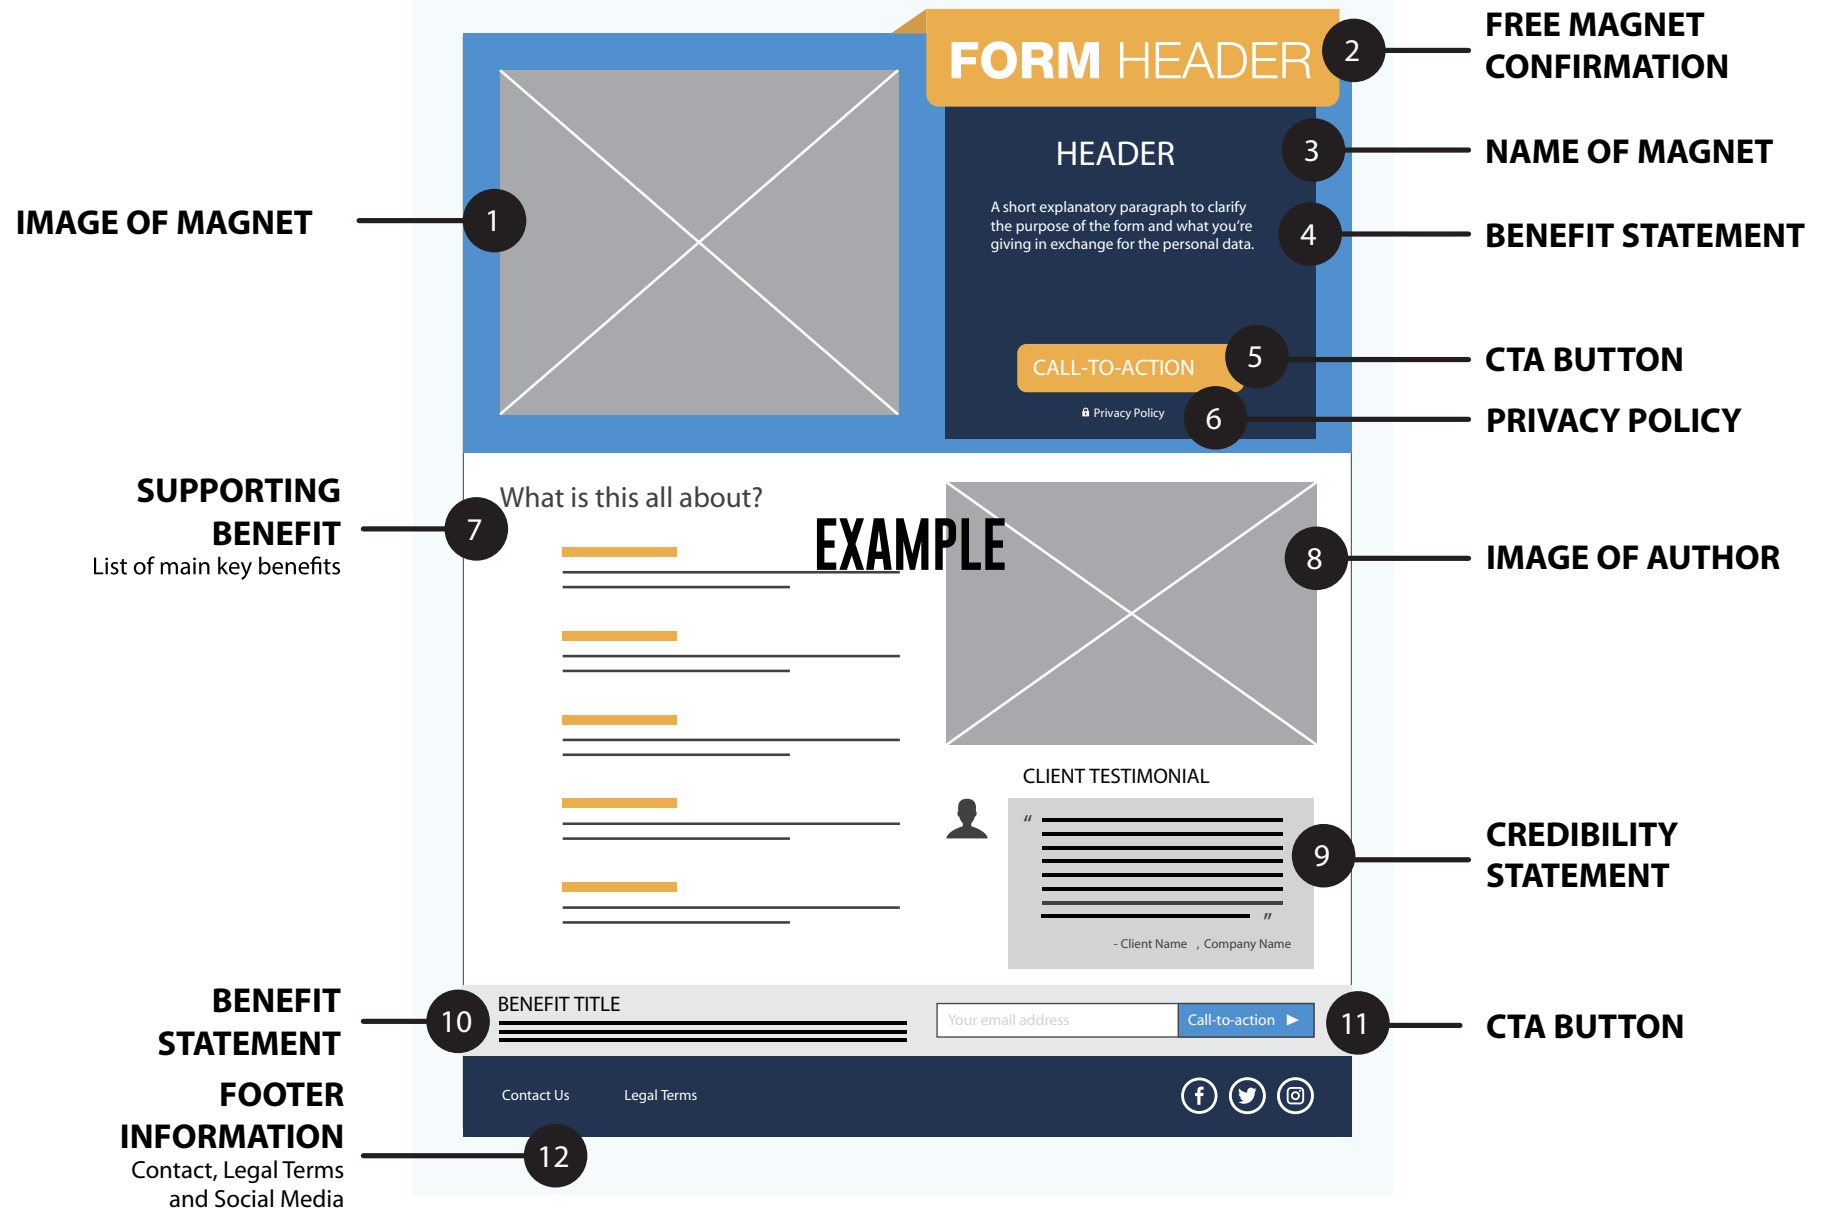 FORM HEADER
2
FREE MAGNET
CONFIRMATION
HEADER
3
NAME OF MAGNET
IMAGE OF MAGNET
1
A short explanatory paragraph to clarify
the purpose of the form and what you're
giving in exchange for the personal data.
4
BENEFIT STATEMENT
CALL-TO-ACTION
5
CTA BUTTON
Privacy Policy
6
PRIVACY POLICY
SUPPORTING
BENEFIT
List of main key benefits
7
What is this all about?
EXAMPLE
8
IMAGE OF AUTHOR
CLIENT TESTIMONIAL
“
”
- Client Name , Company Name
9
CREDIBILITY
STATEMENT
BENEFIT
STATEMENT
10
BENEFIT TITLE
Your email address
Call-to-action
11
CTA BUTTON
FOOTER
INFORMATION
Contact, Legal Terms
and Social Media
12
Contact Us
Legal Terms